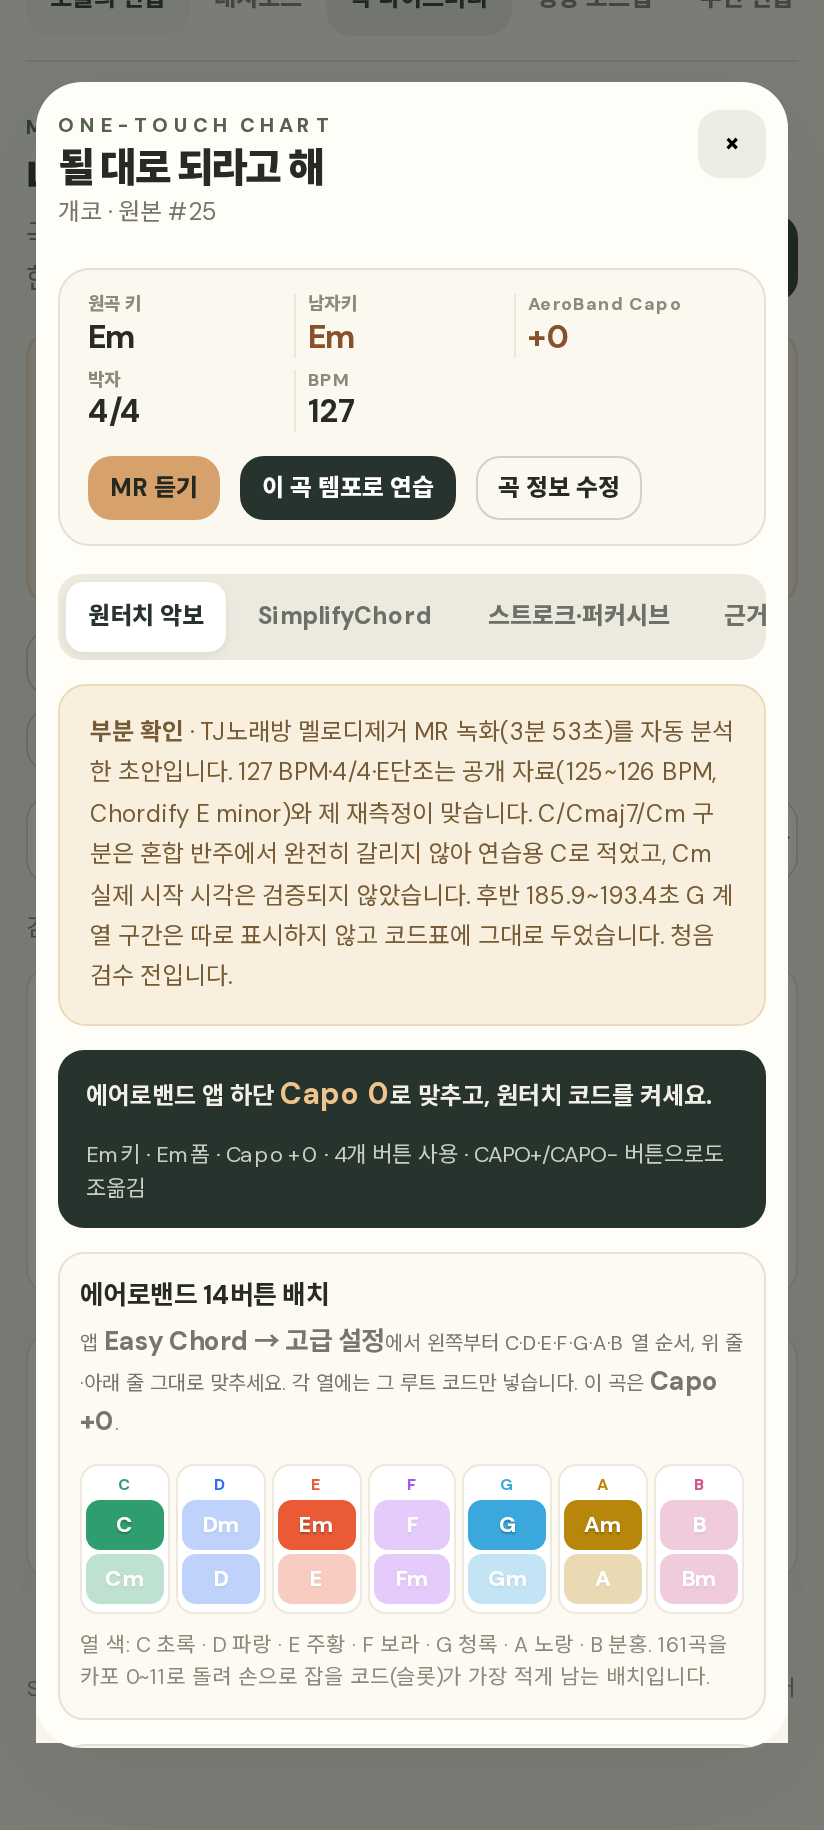 ONE-TOUCH CHART
될 대로 되라고 해
×
개코 · 원본 #25
원곡 키
남자키
AeroBand Capo
Em
Em
+0
박자
BPM
4/4
127
MR 듣기
이 곡 템포로 연습
곡 정보 수정
원터치 악보
SimplifyChord
스트로크·퍼커시브
근거
부분 확인 · TJ노래방 멜로디제거 MR 녹화(3분 53초)를 자동 분석
한 초안입니다. 127 BPM·4/4·E단조는 공개 자료(125~126 BPM,
Chordify E minor)와 제 재측정이 맞습니다. C/Cmaj7/Cm 구
분은 혼합 반주에서 완전히 갈리지 않아 연습용 C로 적었고, Cm
실제 시작 시각은 검증되지 않았습니다. 후반 185.9~193.4초 G 계
열 구간은 따로 표시하지 않고 코드표에 그대로 두었습니다. 청음
검수 전입니다.
에어로밴드 앱 하단 Capo 0로 맞추고, 원터치 코드를 켜세요.
Em 키 · Em 폼 · Capo +0 · 4개 버튼 사용 · CAPO+/CAPO− 버튼으로도
조옮김
에어로밴드 14버튼 배치
앱 Easy Chord → 고급 설정에서 왼쪽부터 C·D·E·F·G·A·B 열 순서, 위 줄
·아래 줄 그대로 맞추세요. 각 열에는 그 루트 코드만 넣습니다. 이 곡은 Capo
+0.
C D E F G A B
C Dm Em F G Am B
Cm D E Fm Gm A Bm
열 색: C 초록 · D 파랑 · E 주황 · F 보라 · G 청록 · A 노랑 · B 분홍. 161곡을
카포 0~11로 돌려 손으로 잡을 코드(슬롯)가 가장 적게 남는 배치입니다.